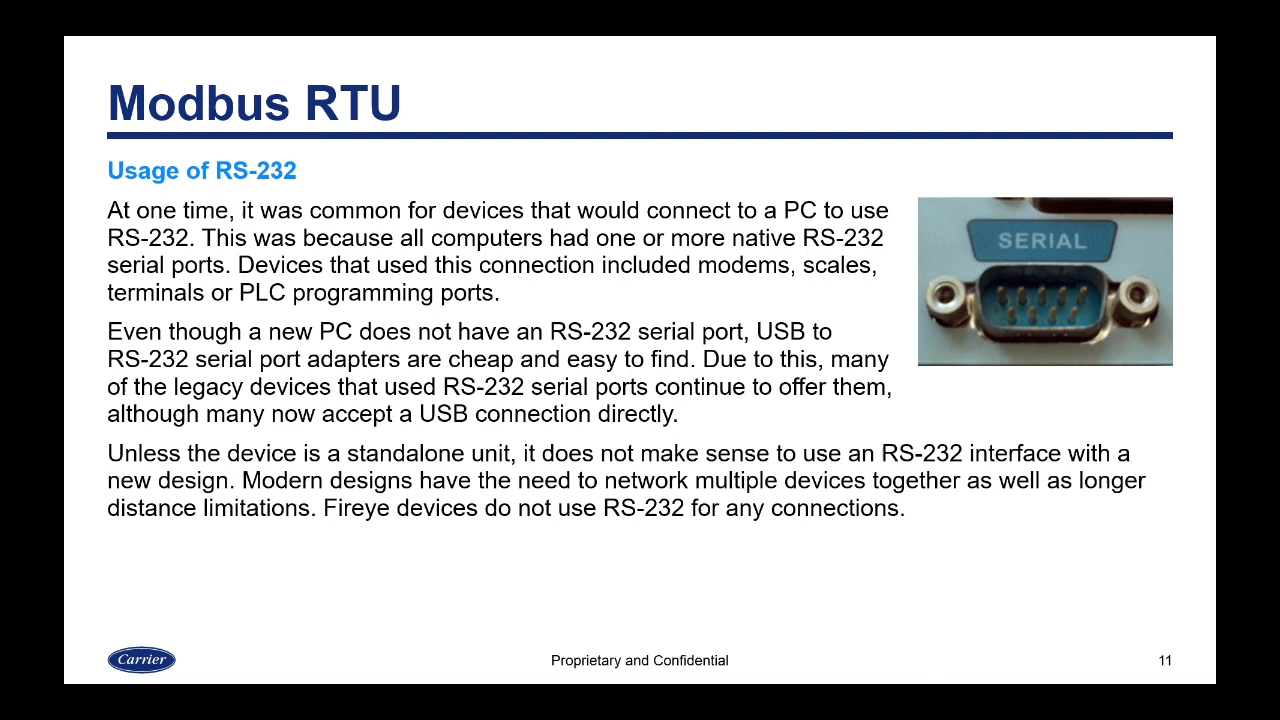 Modbus RTU
Usage of RS-232
At one time, it was common for devices that would connect to a PC to use
RS-232. This was because all computers had one or more native RS-232
serial ports. Devices that used this connection included modems, scales,
terminals or PLC programming ports.
SERIAL
Even though a new PC does not have an RS-232 serial port, USB to
RS-232 serial port adapters are cheap and easy to find. Due to this, many
of the legacy devices that used RS-232 serial ports continue to offer them,
although many now accept a USB connection directly.
Unless the device is a standalone unit, it does not make sense to use an RS-232 interface with a
new design. Modern designs have the need to network multiple devices together as well as longer
distance limitations. Fireye devices do not use RS-232 for any connections.
Carrier
Proprietary and Confidential
11